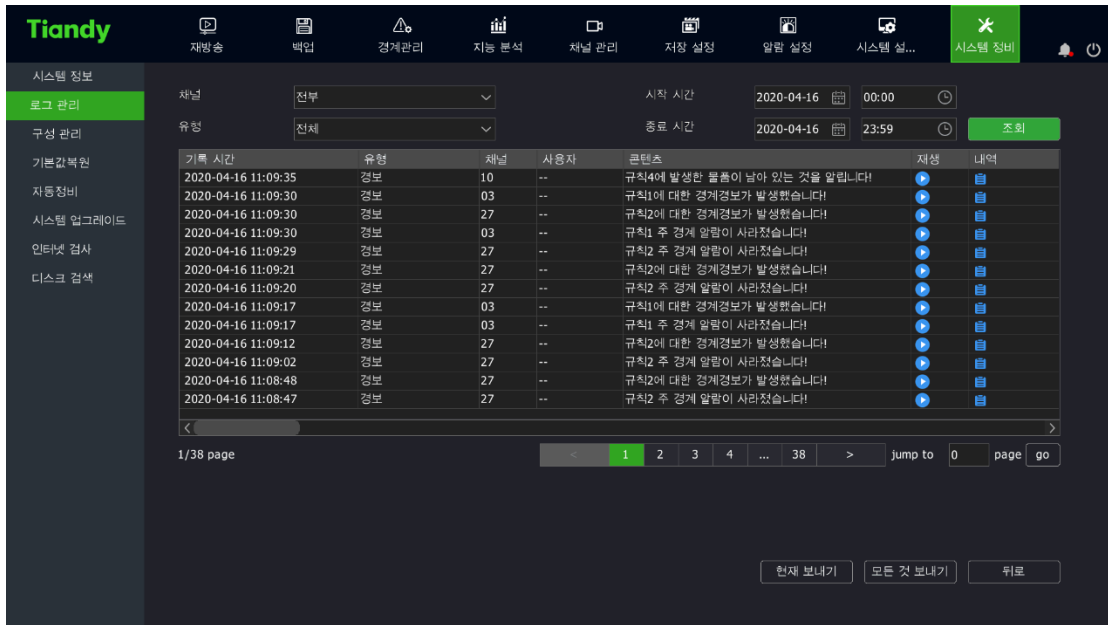 Tiandy
재방송 백업 경계관리 지능 분석 채널 관리 저장 설정 알람 설정 시스템 설... 시스템 정비
시스템 정보
로그 관리
구성 관리
기본값복원
자동정비
시스템 업그레이드
인터넷 검사
디스크 검색
채널 전부 시작 시간 2020-04-16 00:00
유형 전체 종료 시간 2020-04-16 23:59 조회
기록 시간 유형 채널 사용자 콘텐츠 재생 내역
2020-04-16 11:09:35 경보 10 -- 규칙4에 발생한 물품이 남아 있는 것을 알립니다!
2020-04-16 11:09:30 경보 03 -- 규칙1에 대한 경계경보가 발생했습니다!
2020-04-16 11:09:30 경보 27 -- 규칙2에 대한 경계경보가 발생했습니다!
2020-04-16 11:09:30 경보 03 -- 규칙1 주 경계 알람이 사라졌습니다!
2020-04-16 11:09:29 경보 27 -- 규칙2 주 경계 알람이 사라졌습니다!
2020-04-16 11:09:21 경보 27 -- 규칙2에 대한 경계경보가 발생했습니다!
2020-04-16 11:09:20 경보 27 -- 규칙2 주 경계 알람이 사라졌습니다!
2020-04-16 11:09:17 경보 03 -- 규칙1에 대한 경계경보가 발생했습니다!
2020-04-16 11:09:17 경보 03 -- 규칙1 주 경계 알람이 사라졌습니다!
2020-04-16 11:09:12 경보 27 -- 규칙2에 대한 경계경보가 발생했습니다!
2020-04-16 11:09:02 경보 27 -- 규칙2 주 경계 알람이 사라졌습니다!
2020-04-16 11:08:48 경보 27 -- 규칙2에 대한 경계경보가 발생했습니다!
2020-04-16 11:08:47 경보 27 -- 규칙2 주 경계 알람이 사라졌습니다!
1/38 page < 1 2 3 4 ... 38 > jump to 0 page go
현재 보내기 모든 것 보내기 뒤로